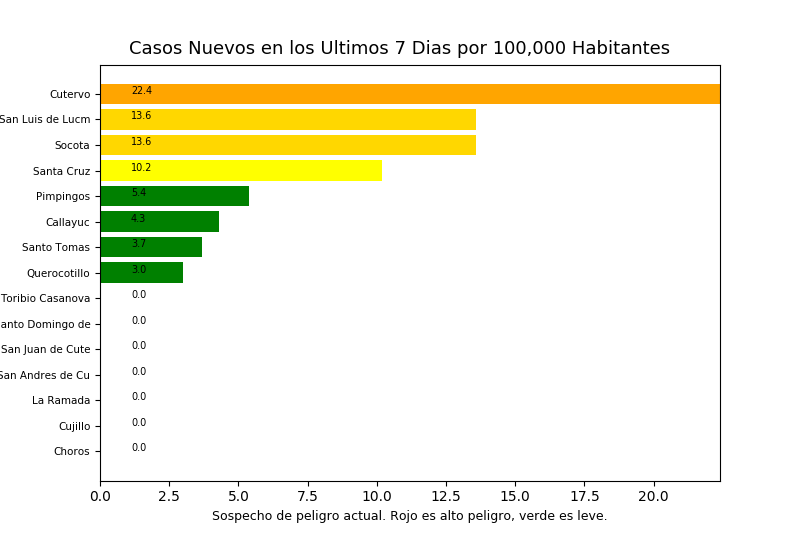 Casos Nuevos en los Ultimos 7 Dias por 100,000 Habitantes
Cutervo 22.4
San Luis de Lucm 13.6
Socota 13.6
Santa Cruz 10.2
Pimpingos 5.4
Callayuc 4.3
Santo Tomas 3.7
Querocotillo 3.0
Toribio Casanova 0.0
anto Domingo de 0.0
San Juan de Cute 0.0
San Andres de Cu 0.0
La Ramada 0.0
Cujillo 0.0
Choros 0.0
0.0 2.5 5.0 7.5 10.0 12.5 15.0 17.5 20.0
Sospecho de peligro actual. Rojo es alto peligro, verde es leve.